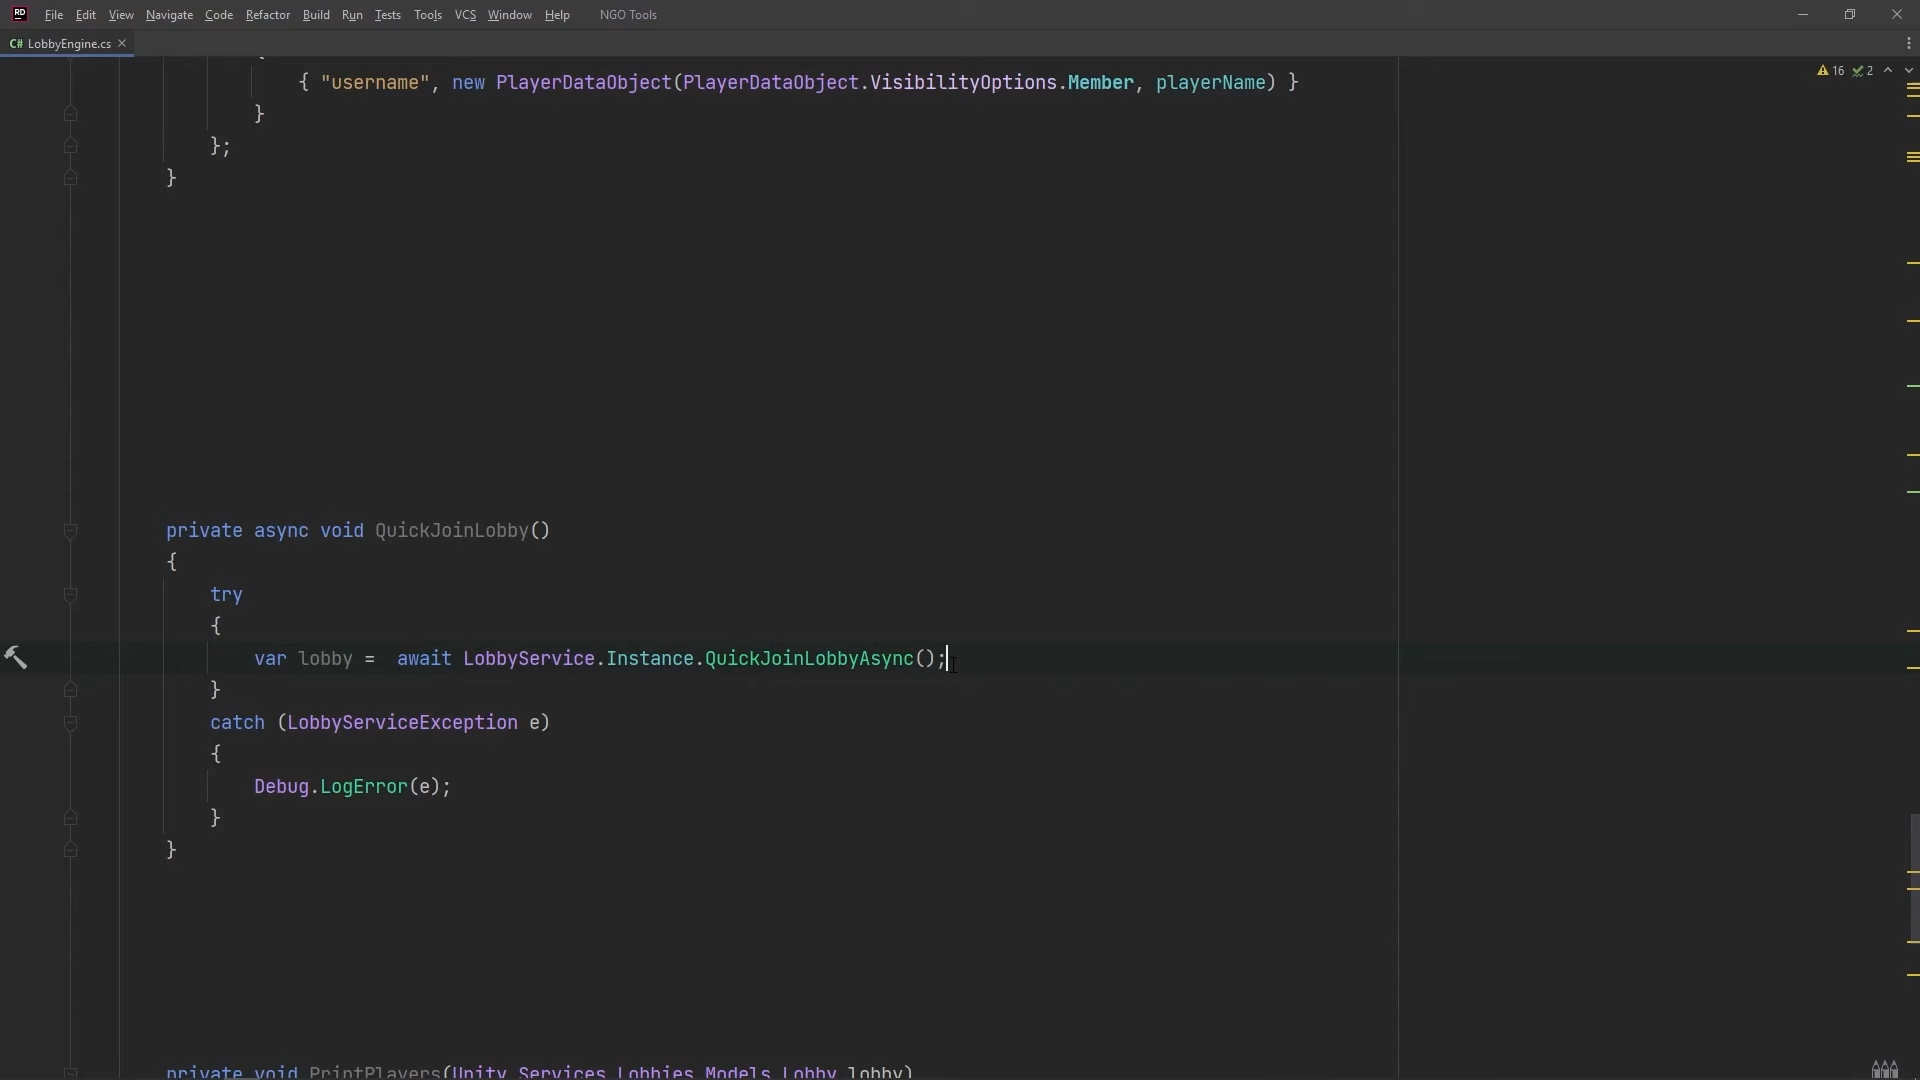 RD File Edit View Navigate Code Refactor Build Run Tests Tools VCS Window Help NGO Tools
C# LobbyEngine.cs
16 2
{ "username", new PlayerDataObject(PlayerDataObject.VisibilityOptions.Member, playerName) }
}
};
}
private async void QuickJoinLobby()
{
try
{
var lobby =  await LobbyService.Instance.QuickJoinLobbyAsync();
}
catch (LobbyServiceException e)
{
Debug.LogError(e);
}
}
private void PrintPlayers(Unity.Services.Lobbies.Models.Lobby lobby)